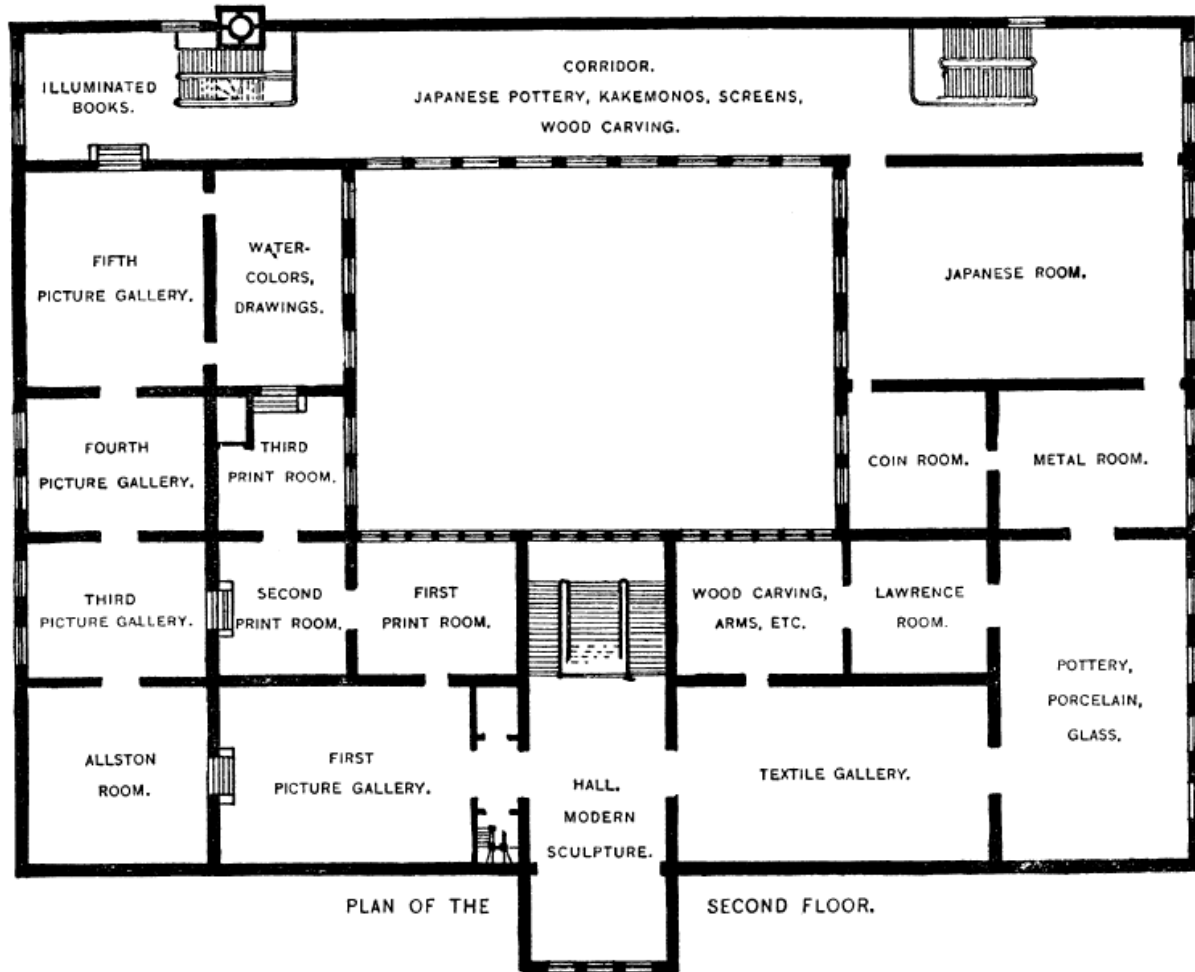 CORRIDOR.
JAPANESE POTTERY, KAKEMONOS, SCREENS,
WOOD CARVING.
ILLUMINATED
BOOKS.
FIFTH
PICTURE GALLERY.
WATER-
COLORS,
DRAWINGS.
JAPANESE ROOM.
FOURTH
PICTURE GALLERY.
THIRD
PRINT ROOM.
COIN ROOM.
METAL ROOM.
THIRD
PICTURE GALLERY.
SECOND
PRINT ROOM.
FIRST
PRINT ROOM.
WOOD CARVING,
ARMS, ETC.
LAWRENCE
ROOM.
POTTERY,
PORCELAIN,
GLASS.
ALLSTON
ROOM.
FIRST
PICTURE GALLERY.
HALL.
MODERN
SCULPTURE.
TEXTILE GALLERY.
PLAN OF THE SECOND FLOOR.